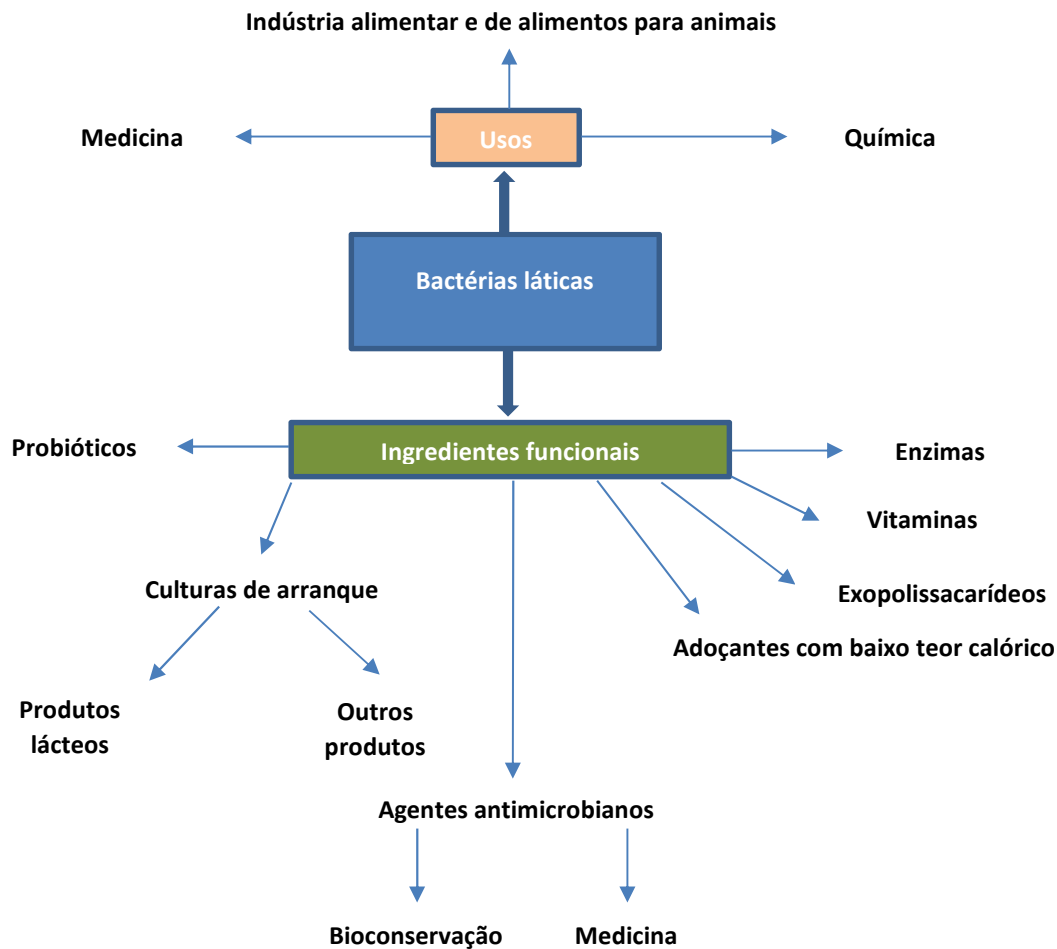 Indústria alimentar e de alimentos para animais
Medicina
Usos
Química
Bactérias láticas
Probióticos
Ingredientes funcionais
Enzimas
Vitaminas
Culturas de arranque
Exopolissacarídeos
Adoçantes com baixo teor calórico
Produtos
lácteos
Outros
produtos
Agentes antimicrobianos
Bioconservação
Medicina